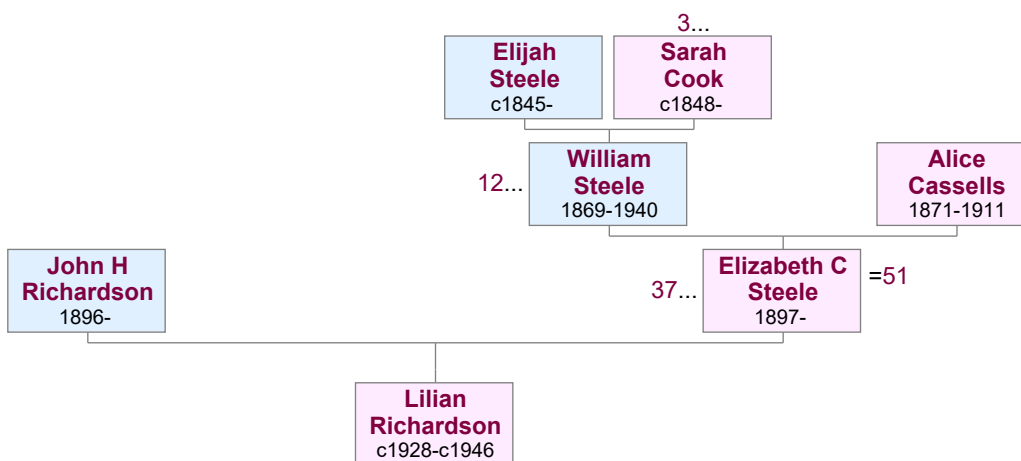 3...
Elijah
Steele
c1845-
Sarah
Cook
c1848-
12...
William
Steele
1869-1940
Alice
Cassells
1871-1911
John H
Richardson
1896-
37...
Elizabeth C
Steele
1897-
=51
Lilian
Richardson
c1928-c1946